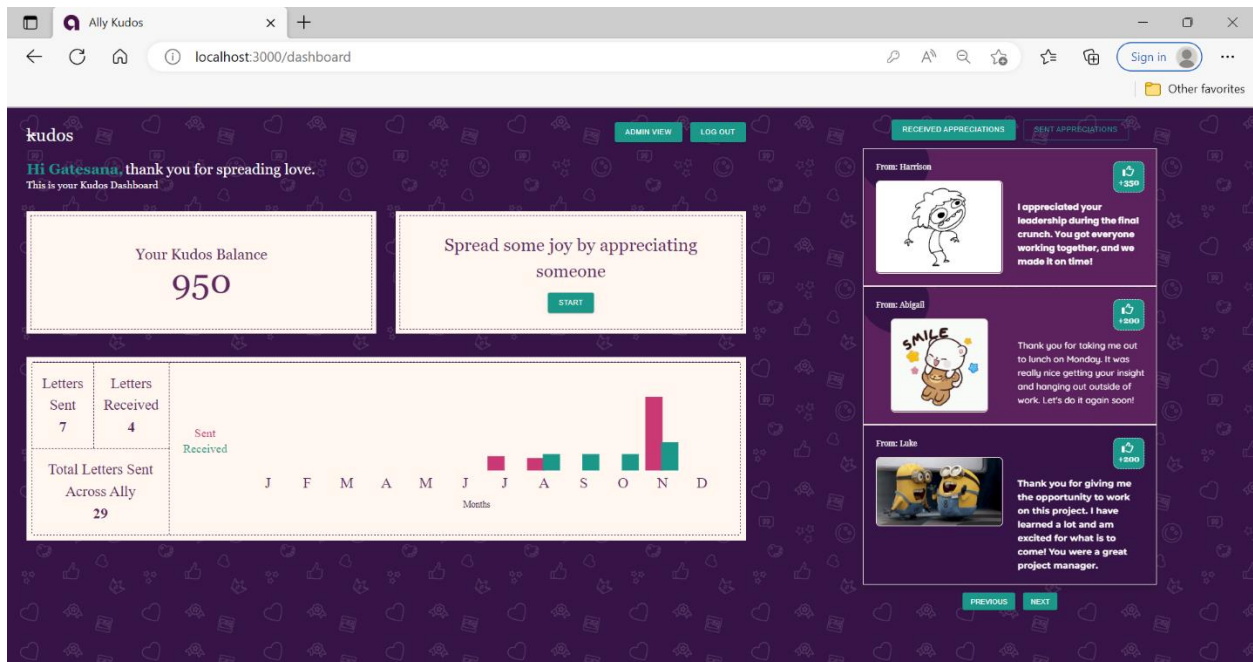 Ally Kudos
localhost:3000/dashboard
Sign in
Other favorites
kudos
ADMIN VIEW
LOG OUT
Hi Gatesana, thank you for spreading love.
This is your Kudos Dashboard
Your Kudos Balance
950
Spread some joy by appreciating
someone
START
Letters
Sent
7
Letters
Received
4
Total Letters Sent
Across Ally
29
Sent
Received
J F M A M J J A S O N D
Months
RECEIVED APPRECIATIONS
SENT APPRECIATIONS
From: Harrison
+350
I appreciated your
leadership during the final
crunch. You got everyone
working together, and we
made it on time!
From: Abigail
+200
SMILE
Thank you for taking me out
to lunch on Monday. It was
really nice getting your insight
and hanging out outside of
work. Let's do it again soon!
From: Luke
+200
Thank you for giving me
the opportunity to work
on this project. I have
learned a lot and am
excited for what is to
come! You were a great
project manager.
PREVIOUS
NEXT